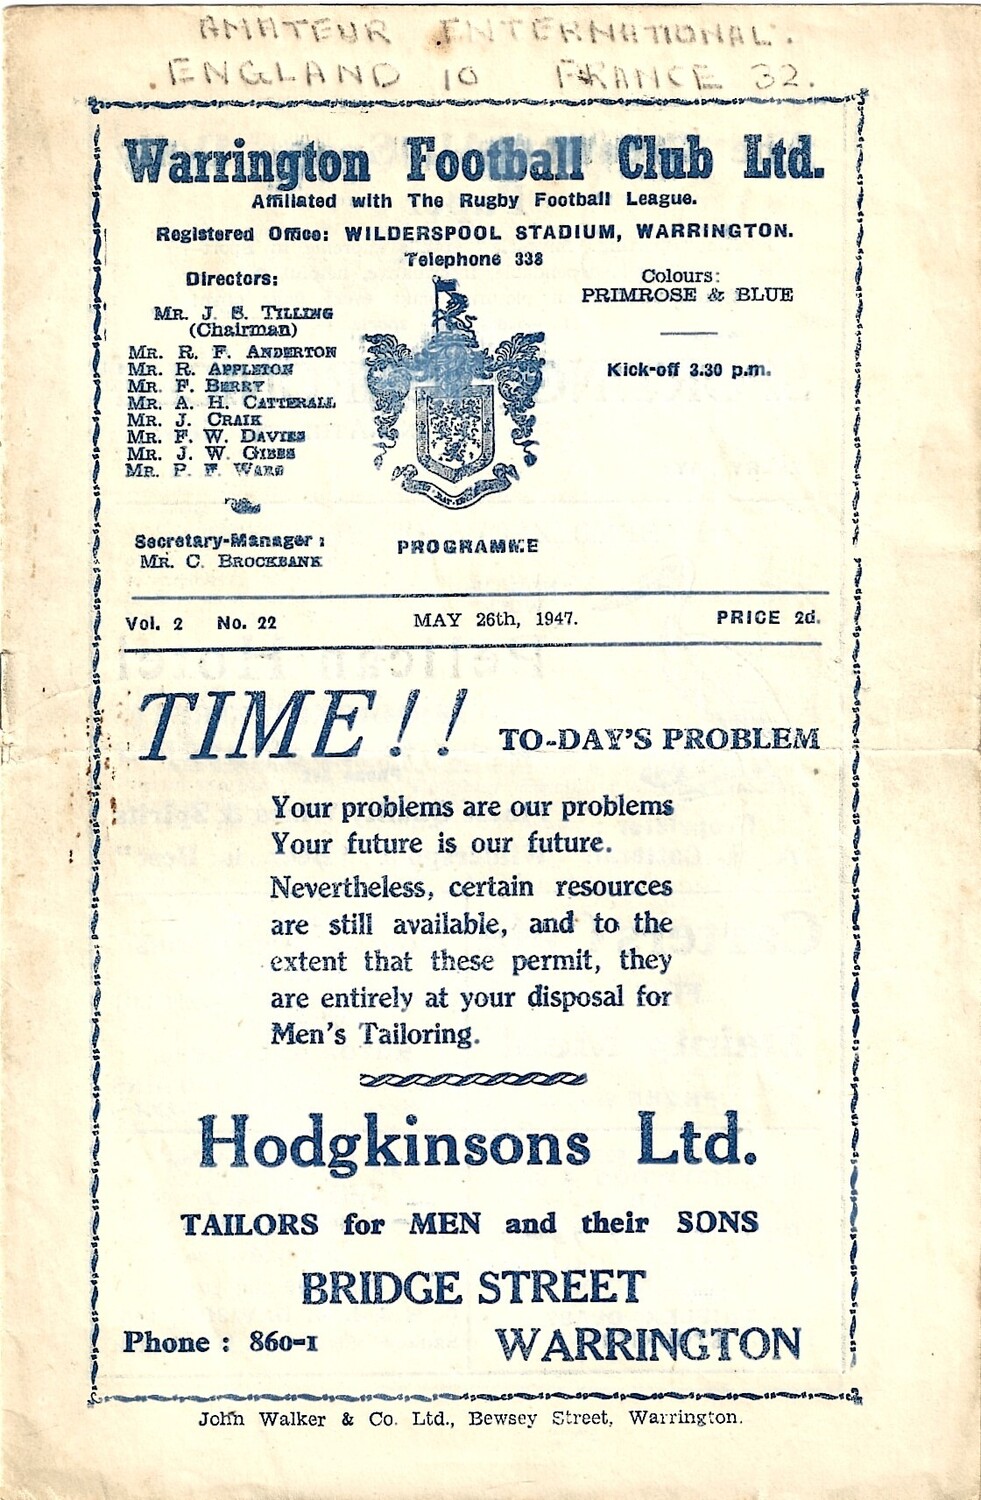 AMATEUR INTERNATIONAL.
ENGLAND 10 FRANCE 32.
Warrington Football Club Ltd.
Affiliated with The Rugby Football League.
Registered Office: WILDERSPOOL STADIUM, WARRINGTON.
Telephone 338
Directors:
MR. J. S. TILLING
(Chairman)
MR. R. F. ANDERTON
MR. R. APPLETON
MR. F. BERRY
MR. A. H. CATTERALL
MR. J. CRAIK
MR. F. W. DAVIES
MR. J. W. GIBBS
MR. P. F. WARD
Secretary-Manager:
MR. C. BROCKBANK
Colours:
PRIMROSE & BLUE
Kick-off 3.30 p.m.
PROGRAMME
Vol. 2 No. 22 MAY 26th, 1947. PRICE 2d.
TIME!! TO-DAY'S PROBLEM
Your problems are our problems
Your future is our future.
Nevertheless, certain resources
are still available, and to the
extent that these permit, they
are entirely at your disposal for
Men's Tailoring.
Hodgkinsons Ltd.
TAILORS for MEN and their SONS
BRIDGE STREET
Phone : 860-1 WARRINGTON
John Walker & Co. Ltd., Bewsey Street, Warrington.